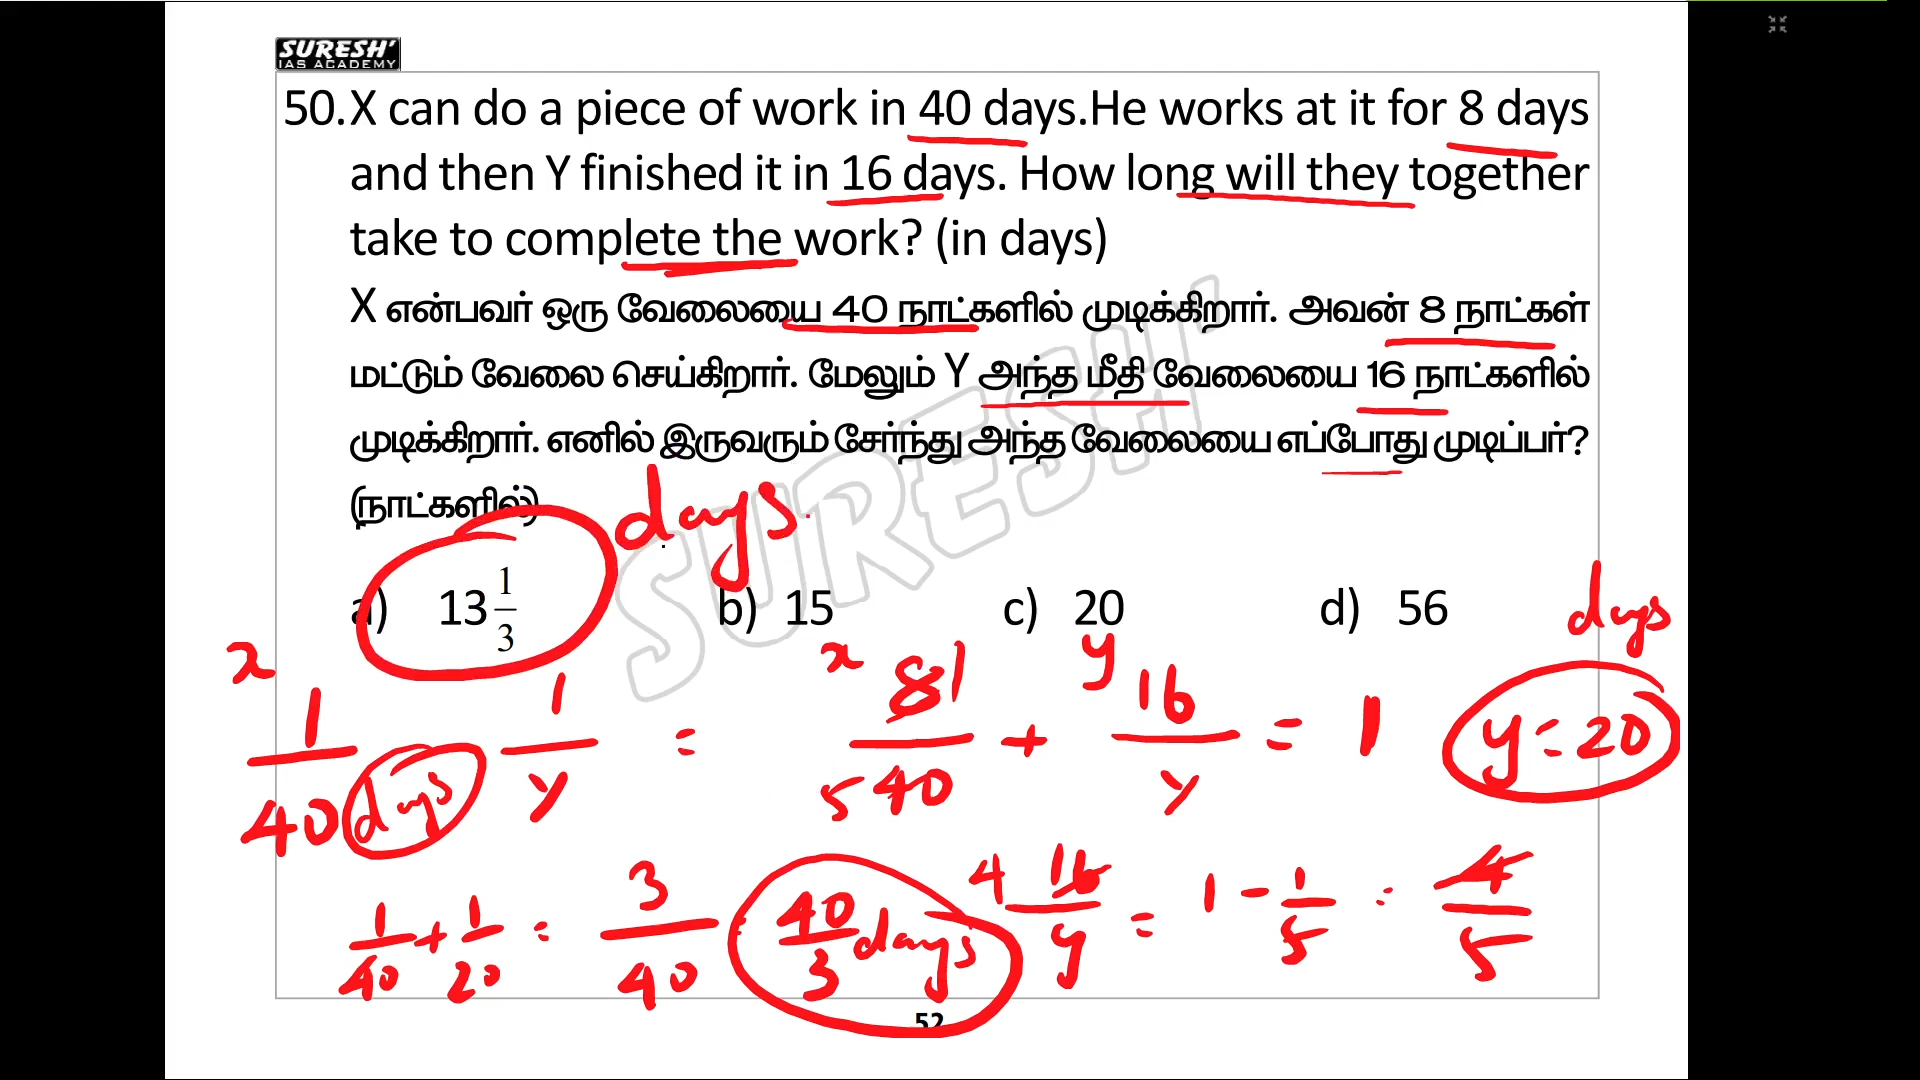 SURESH'
IAS ACADEMY
50. X can do a piece of work in 40 days.He works at it for 8 days
and then Y finished it in 16 days. How long will they together
take to complete the work? (in days)
X என்பவர் ஒரு வேலையை 40 நாட்களில் முடிக்கிறார். அவன் 8 நாட்கள்
மட்டும் வேலை செய்கிறார். மேலும் Y அந்த மீதி வேலையை 16 நாட்களில்
முடிக்கிறார். எனில் இருவரும் சேர்ந்து அந்த வேலையை எப்போது முடிப்பர்?
(நாட்களில்)
days.
SURESH'
a) 13 1/3 b) 15 c) 20 d) 56
days
x 1/40 days 1/y = x 8 1/5 40 + y 16/y = 1 y = 20
1/40 + 1/20 = 3/40 = 40/3 days 4 16/y = 1 - 1/5 = 4/5
52